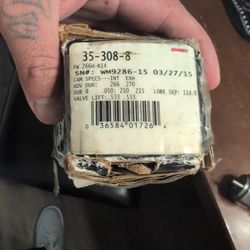 35-308-8
FW 266H-R14
SN#: WM9286-15 03/27/15
CAM SPECS---INT EXH
ADV DUR: 266 270
DUR @ .050: 210 215 LOBE SEP: 114.0
VALVE LIFT: .533 .533
0 36584 01726 4